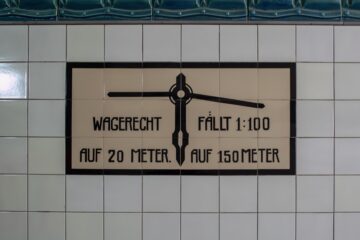 WAGERECHT FÄLLT 1:100
AUF 20 METER. AUF 150 METER